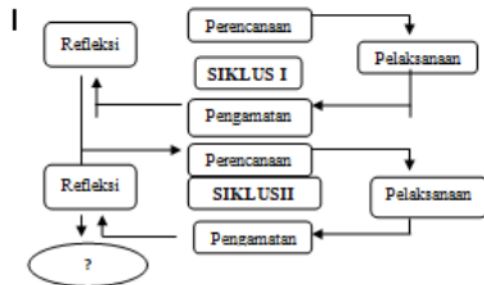 I
Perencanaan
Refleksi
Pelaksanaan
SIKLUS I
Pengamatan
Perencanaan
Refleksi
SIKLUSII
Pelaksanaan
Pengamatan
?